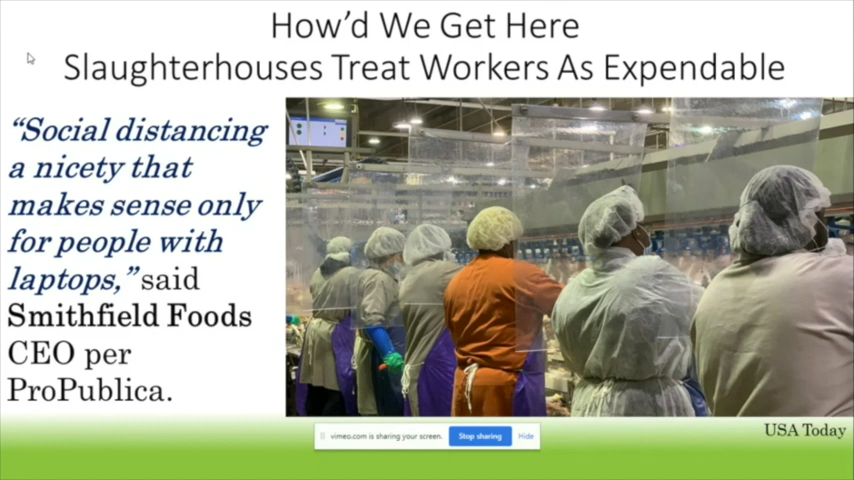 How’d We Get Here
Slaughterhouses Treat Workers As Expendable
“Social distancing
a nicety that
makes sense only
for people with
laptops,” said
Smithfield Foods
CEO per
ProPublica.
USA Today
vimeo.com is sharing your screen.
Stop sharing
Hide